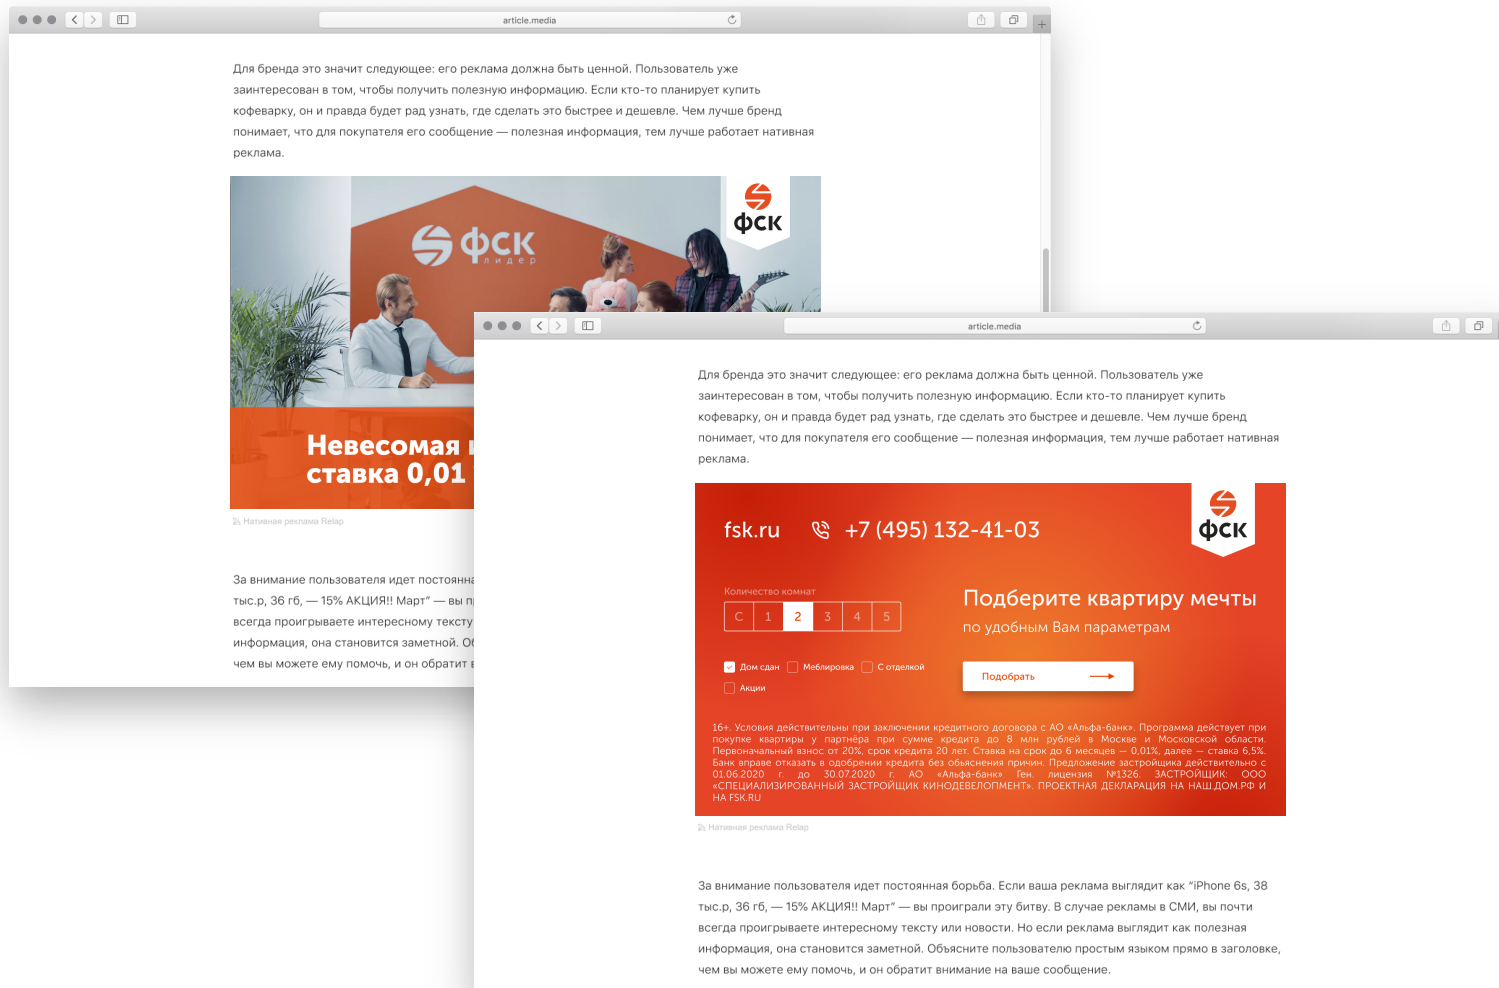 article.media
Для бренда это значит следующее: его реклама должна быть ценной. Пользователь уже
заинтересован в том, чтобы получить полезную информацию. Если кто-то планирует купить
кофеварку, он и правда будет рад узнать, где сделать это быстрее и дешевле. Чем лучше бренд
понимает, что для покупателя его сообщение — полезная информация, тем лучше работает нативная
реклама.
фск
фск
лидер
Невесомая
ставка 0,01
Нативная реклама Relap
За внимание пользователя идет
тыс.р, 36 гб, — 15% АКЦИЯ!! Март” — вы
всегда проигрываете интересному тексту
информация, она становится заметной.
чем вы можете ему помочь, и он обратит
article.media
Для бренда это значит следующее: его реклама должна быть ценной. Пользователь уже
заинтересован в том, чтобы получить полезную информацию. Если кто-то планирует купить
кофеварку, он и правда будет рад узнать, где сделать это быстрее и дешевле. Чем лучше бренд
понимает, что для покупателя его сообщение — полезная информация, тем лучше работает нативная
реклама.
fsk.ru +7 (495) 132-41-03
фск
Количество комнат
С 1 2 3 4 5
Подберите квартиру мечты
по удобным Вам параметрам
Дом сдан Меблировка С отделкой
Акции
Подобрать
16+. Условия действительны при заключении кредитного договора с АО «Альфа-банк». Программа действует при
покупке квартиры у партнёра при сумме кредита до 8 млн рублей в Москве и Московской области.
Первоначальный взнос от 20%, срок кредита 20 лет. Ставка на срок до 6 месяцев — 0,01%, далее — ставка 6,5%.
Банк вправе отказать в одобрении кредита без объяснения причин. Предложение застройщика действительно с
01.06.2020 г. до 30.07.2020 г. АО «Альфа-банк» Ген. лицензия №1326. ЗАСТРОЙЩИК: ООО
«СПЕЦИАЛИЗИРОВАННЫЙ ЗАСТРОЙЩИК КИНОДЕВЕЛОПМЕНТ». ПРОЕКТНАЯ ДЕКЛАРАЦИЯ НА НАШ.ДОМ.РФ И
НА FSK.RU
Нативная реклама Relap
За внимание пользователя идет постоянная борьба. Если ваша реклама выглядит как “iPhone 6s, 38
тыс.р, 36 гб, — 15% АКЦИЯ!! Март” — вы проиграли эту битву. В случае рекламы в СМИ, вы почти
всегда проигрываете интересному тексту или новости. Но если реклама выглядит как полезная
информация, она становится заметной. Объясните пользователю простым языком прямо в заголовке,
чем вы можете ему помочь, и он обратит внимание на ваше сообщение.